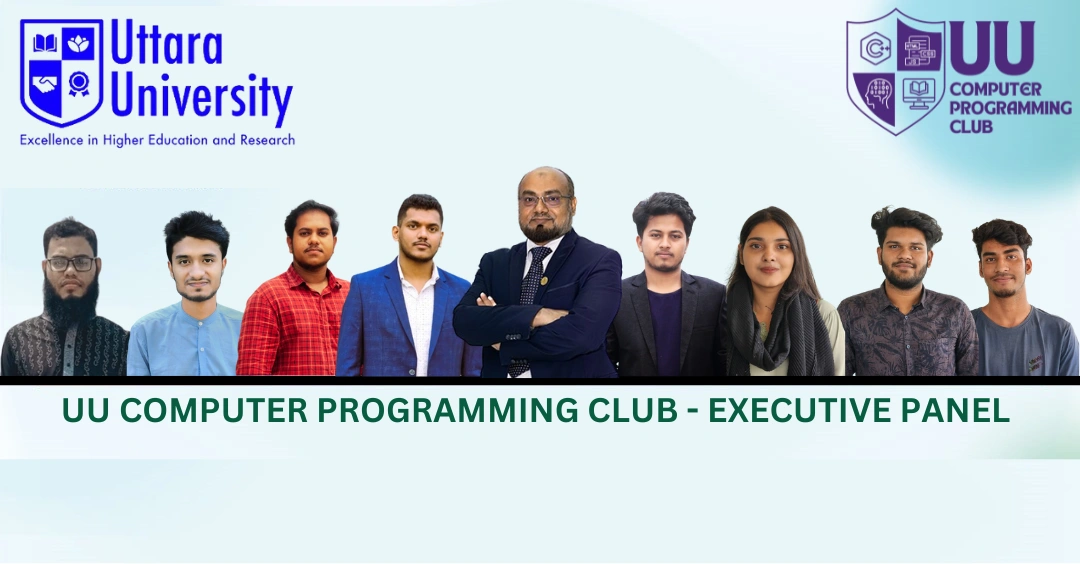 Uttara
University
Excellence in Higher Education and Research
C++
UU
COMPUTER
PROGRAMMING
CLUB
UU COMPUTER PROGRAMMING CLUB - EXECUTIVE PANEL